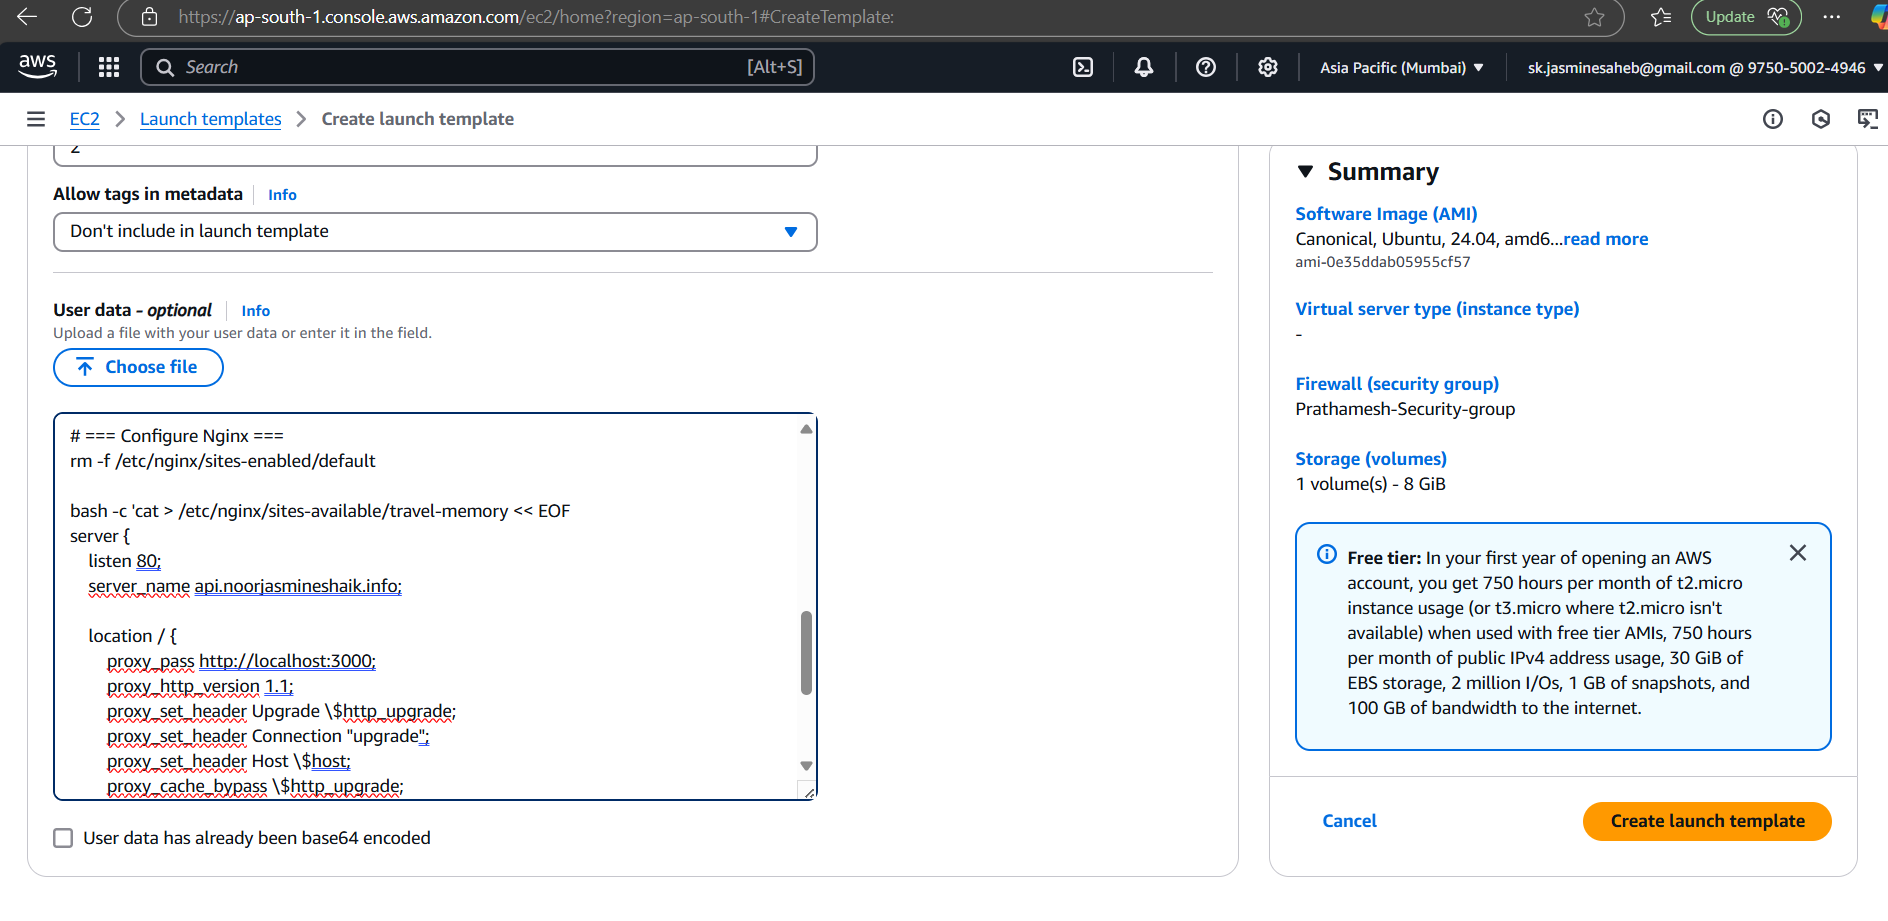 https://ap-south-1.console.aws.amazon.com/ec2/home?region=ap-south-1#CreateTemplate:
Update
aws
Search
[Alt+S]
Asia Pacific (Mumbai)
sk.jasminesaheb@gmail.com @ 9750-5002-4946
EC2 > Launch templates > Create launch template
2
Allow tags in metadata
Info
Don't include in launch template
User data - optional
Info
Upload a file with your user data or enter it in the field.
Choose file
# === Configure Nginx ===
rm -f /etc/nginx/sites-enabled/default
bash -c 'cat > /etc/nginx/sites-available/travel-memory << EOF
server {
listen 80;
server_name api.noorjasmineshaik.info;
location / {
proxy_pass http://localhost:3000;
proxy_http_version 1.1;
proxy_set_header Upgrade \$http_upgrade;
proxy_set_header Connection "upgrade";
proxy_set_header Host \$host;
proxy_cache_bypass \$http_upgrade;
User data has already been base64 encoded
Summary
Software Image (AMI)
Canonical, Ubuntu, 24.04, amd6...read more
ami-0e35ddab05955cf57
Virtual server type (instance type)
-
Firewall (security group)
Prathamesh-Security-group
Storage (volumes)
1 volume(s) - 8 GiB
Free tier: In your first year of opening an AWS
account, you get 750 hours per month of t2.micro
instance usage (or t3.micro where t2.micro isn't
available) when used with free tier AMIs, 750 hours
per month of public IPv4 address usage, 30 GiB of
EBS storage, 2 million I/Os, 1 GB of snapshots, and
100 GB of bandwidth to the internet.
Cancel
Create launch template